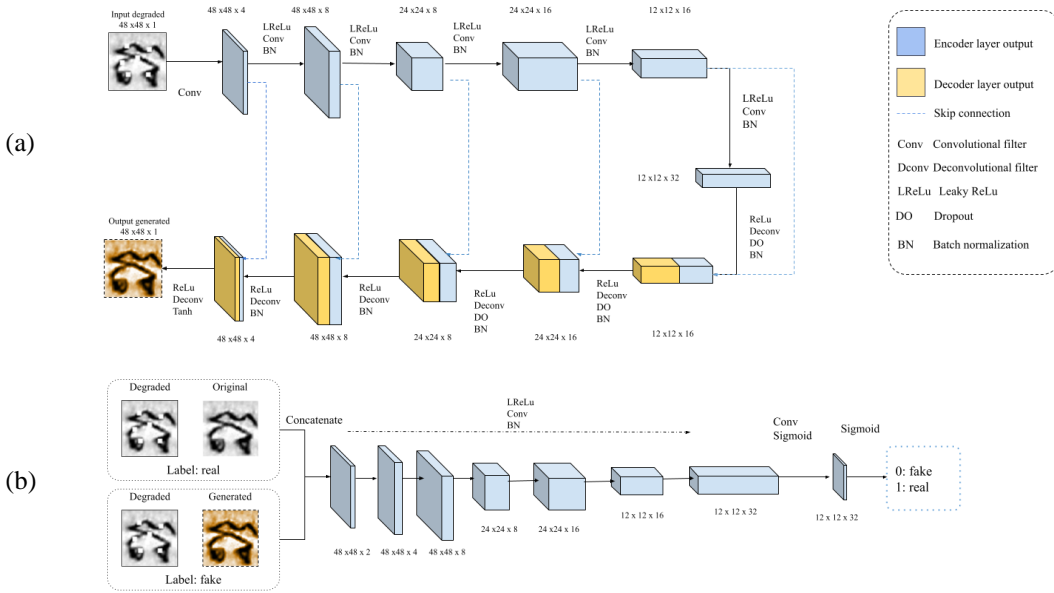 (a)
Input degraded
48 x48 x 1
Conv
48 x48 x 4
LReLu
Conv
BN
48 x48 x 8
LReLu
Conv
BN
24 x24 x 8
LReLu
Conv
BN
24 x24 x 16
LReLu
Conv
BN
12 x12 x 16
LReLu
Conv
BN
12 x12 x 32
ReLu
Deconv
DO
BN
12 x12 x 16
ReLu
Deconv
DO
BN
24 x24 x 16
ReLu
Deconv
DO
BN
24 x24 x 8
ReLu
Deconv
BN
48 x48 x 8
ReLu
Deconv
BN
48 x48 x 4
ReLu
Deconv
Tanh
Output generated
48 x48 x 1
Encoder layer output
Decoder layer output
Skip connection
Conv Convolutional filter
Dconv Deconvolutional filter
LReLu Leaky ReLu
DO Dropout
BN Batch normalization
(b)
Degraded Original
Label: real
Degraded Generated
Label: fake
Concatenate
LReLu
Conv
BN
Conv
Sigmoid
Sigmoid
48 x48 x 2
48 x48 x 4
48 x48 x 8
24 x24 x 8
24 x24 x 16
12 x 12 x 16
12 x 12 x 32
12 x 12 x 32
0: fake
1: real